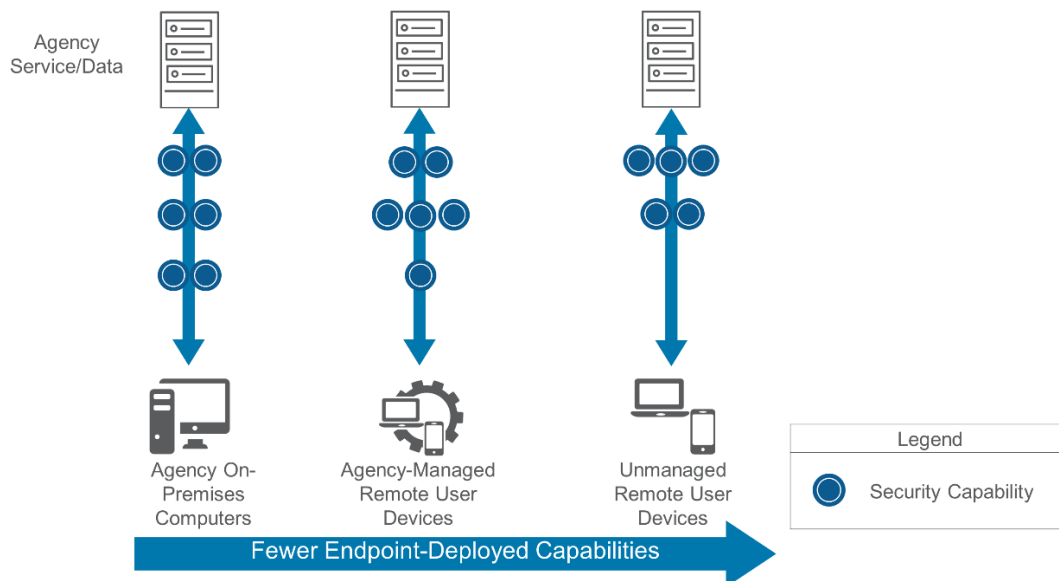 Agency
Service/Data
Agency On-
Premises
Computers
Agency-Managed
Remote User
Devices
Unmanaged
Remote User
Devices
Legend
Security Capability
Fewer Endpoint-Deployed Capabilities